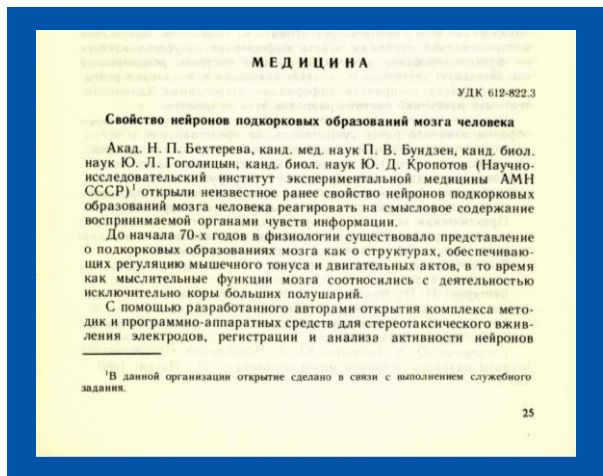 МЕДИЦИНА
УДК 612-822.3
Свойство нейронов подкорковых образований мозга человека
Акад. Н. П. Бехтерева, канд. мед. наук П. В. Бундзен, канд. биол.
наук Ю. Л. Гоголицын, канд. биол. наук Ю. Д. Кропотов (Научно-
исследовательский институт экспериментальной медицины АМН
СССР)¹ открыли неизвестное ранее свойство нейронов подкорковых
образований мозга человека реагировать на смысловое содержание
воспринимаемой органами чувств информации.
До начала 70-х годов в физиологии существовало представление
о подкорковых образованиях мозга как о структурах, обеспечиваю-
щих регуляцию мышечного тонуса и двигательных актов, в то время
как мыслительные функции мозга соотносились с деятельностью
исключительно коры больших полушарий.
С помощью разработанного авторами открытия комплекса мето-
дик и программно-аппаратных средств для стереотаксического вжив-
ления электродов, регистрации и анализа активности нейронов
¹В данной организации открытие сделано в связи с выполнением служебного
задания.
25